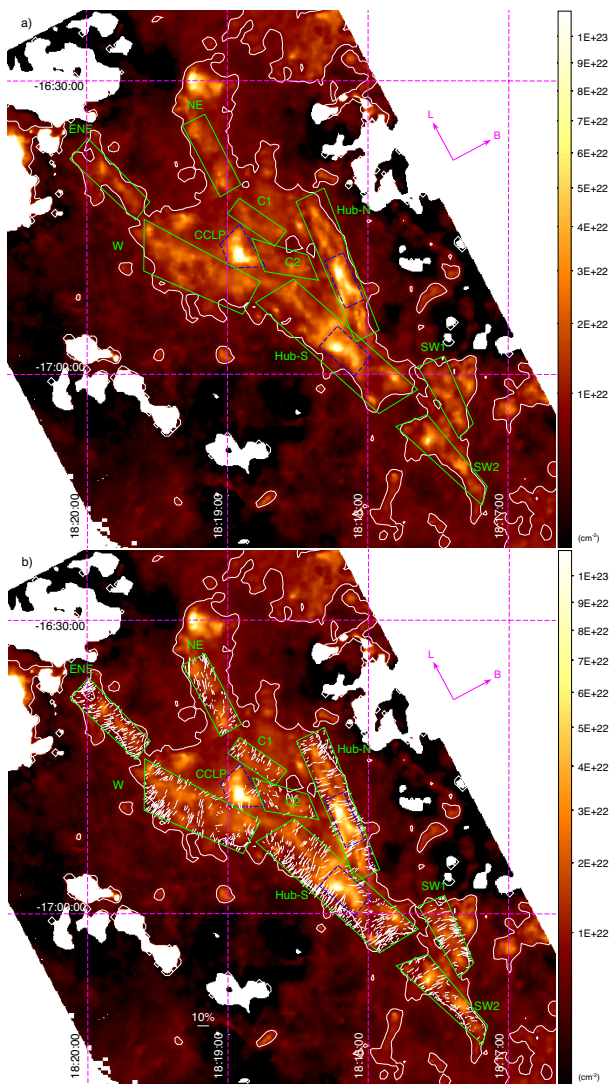 a)
1E+23
9E+22
8E+22
7E+22
6E+22
5E+22
4E+22
3E+22
2E+22
1E+22
(cm⁻²)
-16:30:00
-17:00:00
18:20:00
18:19:00
18:18:00
18:17:00
L
B
NE
ENE
C1
Hub-N
W
CCLP
C2
Hub-S
SW1
SW2
b)
1E+23
9E+22
8E+22
7E+22
6E+22
5E+22
4E+22
3E+22
2E+22
1E+22
(cm⁻²)
-16:30:00
-17:00:00
18:20:00
18:19:00
18:18:00
18:17:00
L
B
NE
ENE
C1
Hub-N
W
CCLP
C2
Hub-S
SW1
SW2
10%